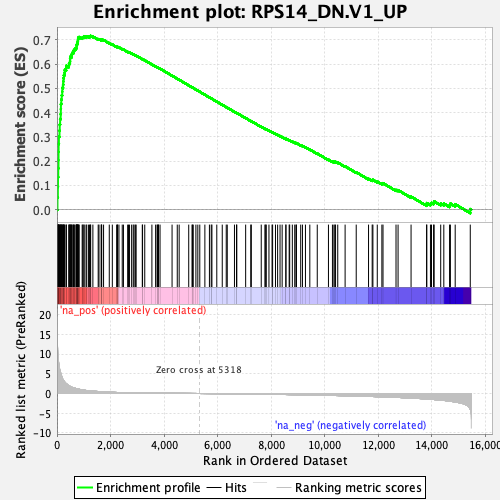 Enrichment plot: RPS14_DN.V1_UP
Enrichment score (ES)
0.7
0.6
0.5
0.4
0.3
0.2
0.1
0.0
'na_pos' (positively correlated)
Ranked list metric (PreRanked)
20
15
10
5
0
-5
-10
Zero cross at 5318
'na_neg' (negatively correlated)
0 2,000 4,000 6,000 8,000 10,000 12,000 14,000 16,000
Rank in Ordered Dataset
Enrichment profile Hits Ranking metric scores